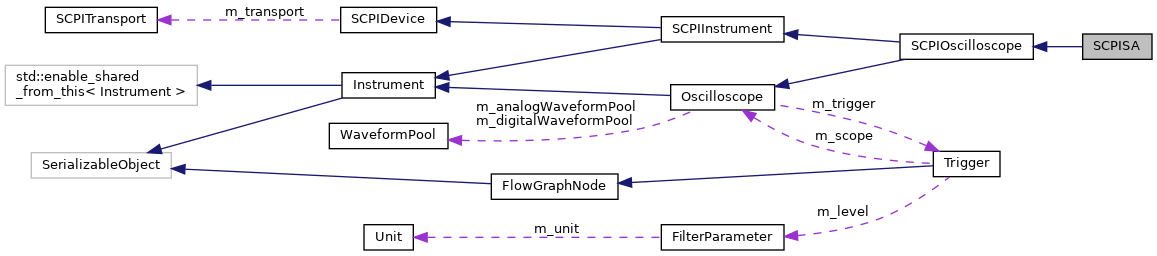 SCPITransport
m_transport
SCPIDevice
SCPIInstrument
SCPIOscilloscope
SCPISA
std::enable_shared
_from_this< Instrument >
Instrument
Oscilloscope
m_analogWaveformPool
m_digitalWaveformPool
m_trigger
WaveformPool
m_scope
SerializableObject
Trigger
FlowGraphNode
m_level
Unit
m_unit
FilterParameter